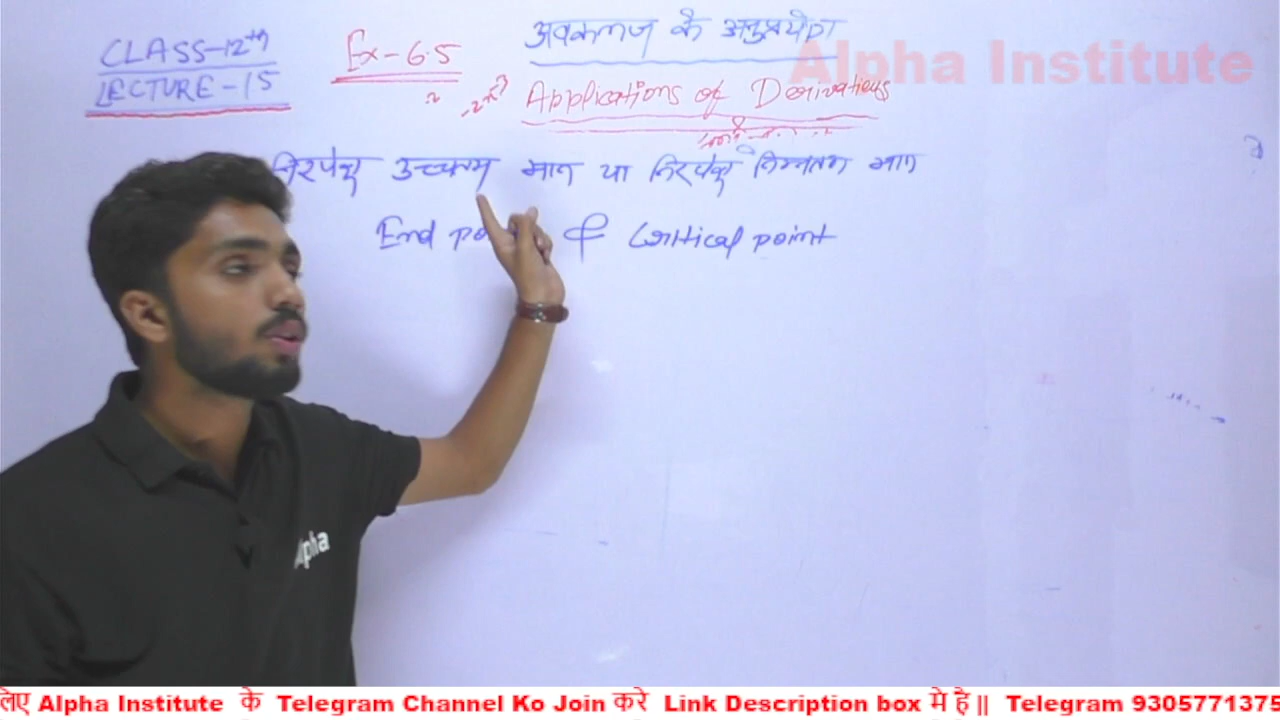 CLASS-12th
LECTURE-15
Ex-6.5
अवकलज के अनुप्रयोग
Alpha Institute
Applications of Derivatives
निरपेक्ष उच्चतम मान या निरपेक्ष निम्नतम मान
End & Critical point
Alpha
लिए Alpha Institute के Telegram Channel Ko Join करे Link Description box मे है || Telegram 9305771375